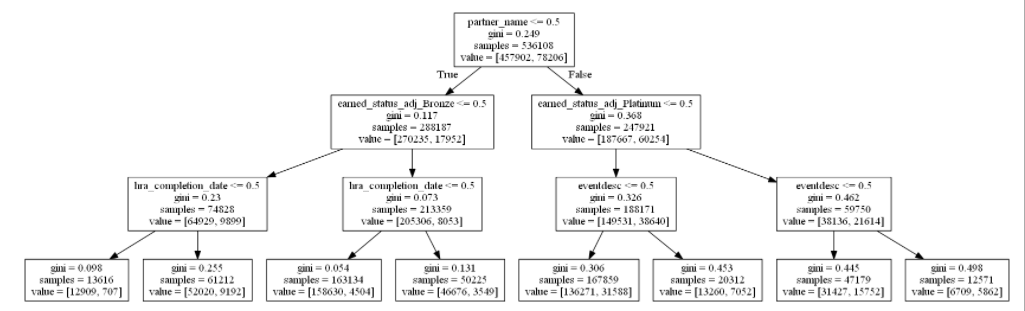 partner_name <= 0.5
gini = 0.249
samples = 536108
value = [457902, 78206]
True
False
earned_status_adj_Bronze <= 0.5
gini = 0.117
samples = 288187
value = [270235, 17952]
earned_status_adj_Platinum <= 0.5
gini = 0.368
samples = 247921
value = [187667, 60254]
hra_completion_date <= 0.5
gini = 0.23
samples = 74828
value = [64929, 9899]
hra_completion_date <= 0.5
gini = 0.073
samples = 213359
value = [205306, 8053]
eventdesc <= 0.5
gini = 0.326
samples = 188171
value = [149531, 38640]
eventdesc <= 0.5
gini = 0.462
samples = 59750
value = [38136, 21614]
gini = 0.098
samples = 13616
value = [12909, 707]
gini = 0.255
samples = 61212
value = [52020, 9192]
gini = 0.054
samples = 163134
value = [158630, 4504]
gini = 0.131
samples = 50225
value = [46676, 3549]
gini = 0.306
samples = 167859
value = [136271, 31588]
gini = 0.453
samples = 20312
value = [13260, 7052]
gini = 0.445
samples = 47179
value = [31427, 15752]
gini = 0.498
samples = 12571
value = [6709, 5862]